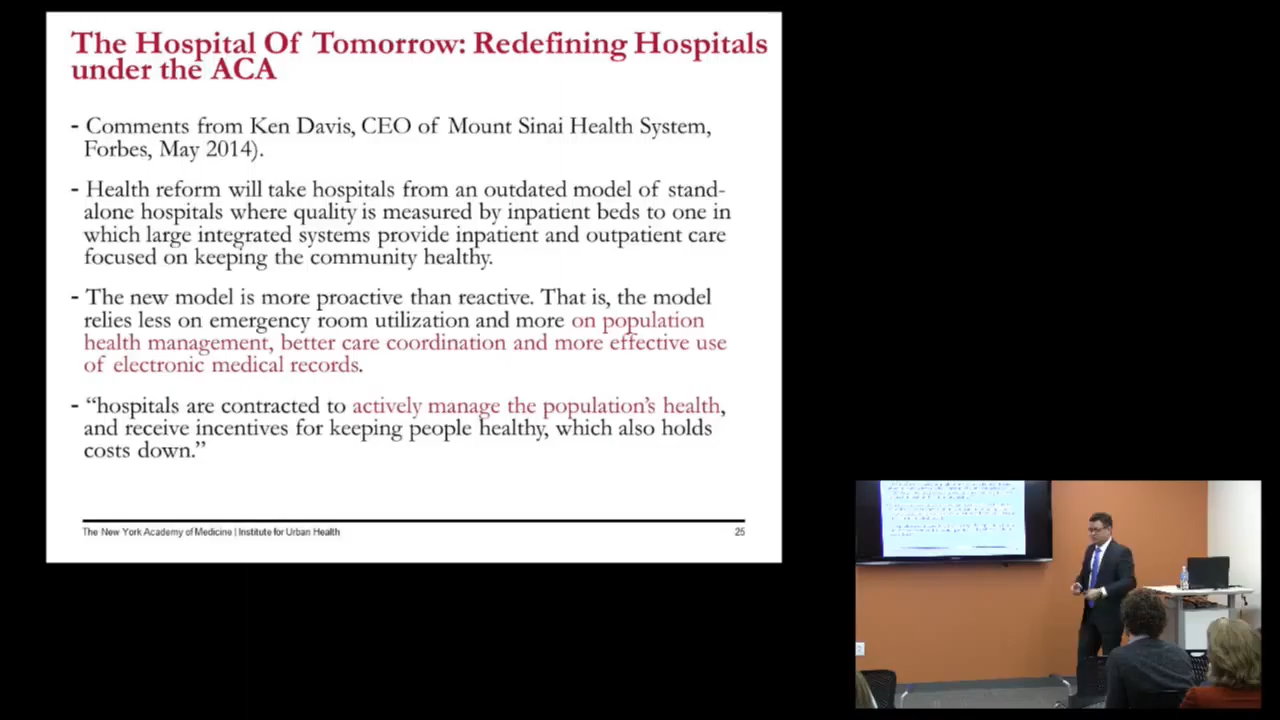 The Hospital Of Tomorrow: Redefining Hospitals
under the ACA
- Comments from Ken Davis, CEO of Mount Sinai Health System,
Forbes, May 2014).
- Health reform will take hospitals from an outdated model of stand-
alone hospitals where quality is measured by inpatient beds to one in
which large integrated systems provide inpatient and outpatient care
focused on keeping the community healthy.
- The new model is more proactive than reactive. That is, the model
relies less on emergency room utilization and more on population
health management, better care coordination and more effective use
of electronic medical records.
- “hospitals are contracted to actively manage the population’s health,
and receive incentives for keeping people healthy, which also holds
costs down.”
The New York Academy of Medicine | Institute for Urban Health
25